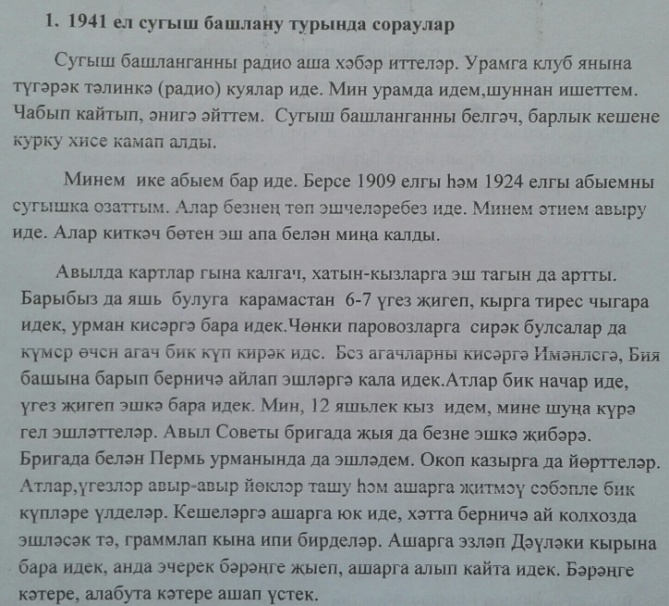 1. 1941 ел сугыш башлану турында сораулар
Сугыш башланганны радио аша хәбәр иттеләр. Урамга клуб янына
түгәрәк тәлинкә (радио) куялар иде. Мин урамда идем,шуннан ишеттем.
Чабып кайтып, әнигә әйттем. Сугыш башланганны белгәч, барлык кешене
курку хисе камап алды.
Минем ике абыем бар иде. Берсе 1909 елгы һәм 1924 елгы абыемны
сугышка озаттым. Алар безнең төп эшчеләребез иде. Минем әтием авыру
иде. Алар киткәч бөтен эш апа белән миңа калды.
Авылда картлар гына калгач, хатын-кызларга эш тагын да артты.
Барыбыз да яшь булуга карамастан 6-7 үгез җигеп, кырга тирес чыгара
идек, урман кисәргә бара идек.Чөнки паровозларга сирәк булсалар да
күмер өчен агач бик күп кирәк иде. Без агачларны кисәргә Имәнлегә, Бия
башына барып берничә айлап эшләргә кала идек.Атлар бик начар иде,
үгез җигеп эшкә бара идек. Мин, 12 яшьлек кыз идем, мине шуңа күрә
гел эшләттеләр. Авыл Советы бригада җыя да безне эшкә җибәрә.
Бригада белән Пермь урманында да эшләдем. Окоп казырга да йөрттеләр.
Атлар,үгезләр авыр-авыр йөкләр ташу һәм ашарга җитмәү сәбәпле бик
күпләре үлделәр. Кешеләргә ашарга юк иде, хәтта берничә ай колхозда
эшләсәк тә, граммлап кына ипи бирделәр. Ашарга эзләп Дәүләки кырына
бара идек, анда эчерек бәрәңге җыеп, ашарга алып кайта идек. Бәрәңге
кәтере, алабута кәтере ашап үстек.